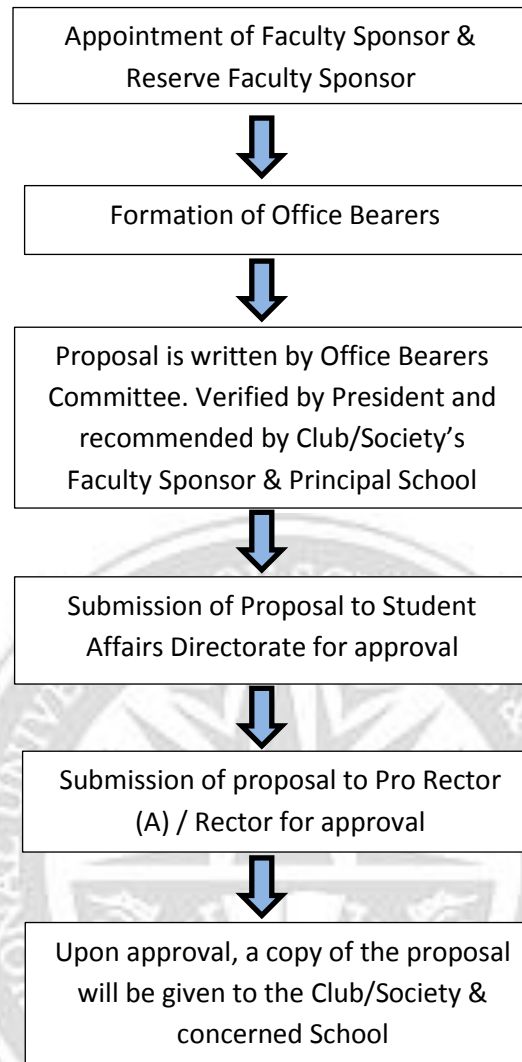 Appointment of Faculty Sponsor &
Reserve Faculty Sponsor
Formation of Office Bearers
Proposal is written by Office Bearers
Committee. Verified by President and
recommended by Club/Society’s
Faculty Sponsor & Principal School
Submission of Proposal to Student
Affairs Directorate for approval
Submission of proposal to Pro Rector
(A) / Rector for approval
Upon approval, a copy of the proposal
will be given to the Club/Society &
concerned School